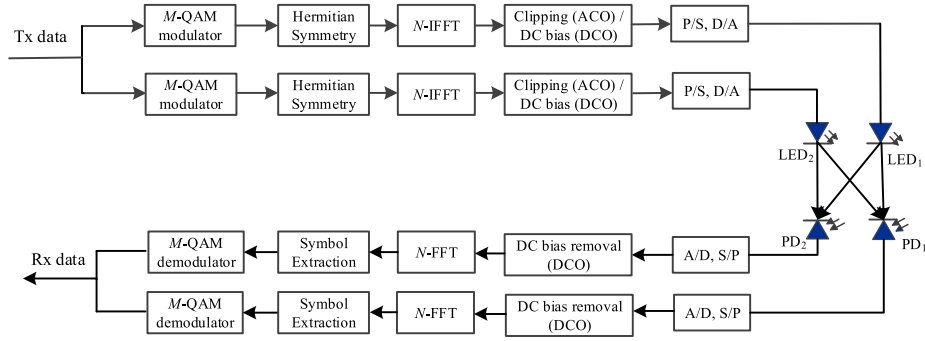 Tx data
M-QAM
modulator
Hermitian
Symmetry
N-IFFT
Clipping (ACO) /
DC bias (DCO)
P/S, D/A
M-QAM
modulator
Hermitian
Symmetry
N-IFFT
Clipping (ACO) /
DC bias (DCO)
P/S, D/A
LED2
LED1
PD2
PD1
Rx data
M-QAM
demodulator
Symbol
Extraction
N-FFT
DC bias removal
(DCO)
A/D, S/P
M-QAM
demodulator
Symbol
Extraction
N-FFT
DC bias removal
(DCO)
A/D, S/P